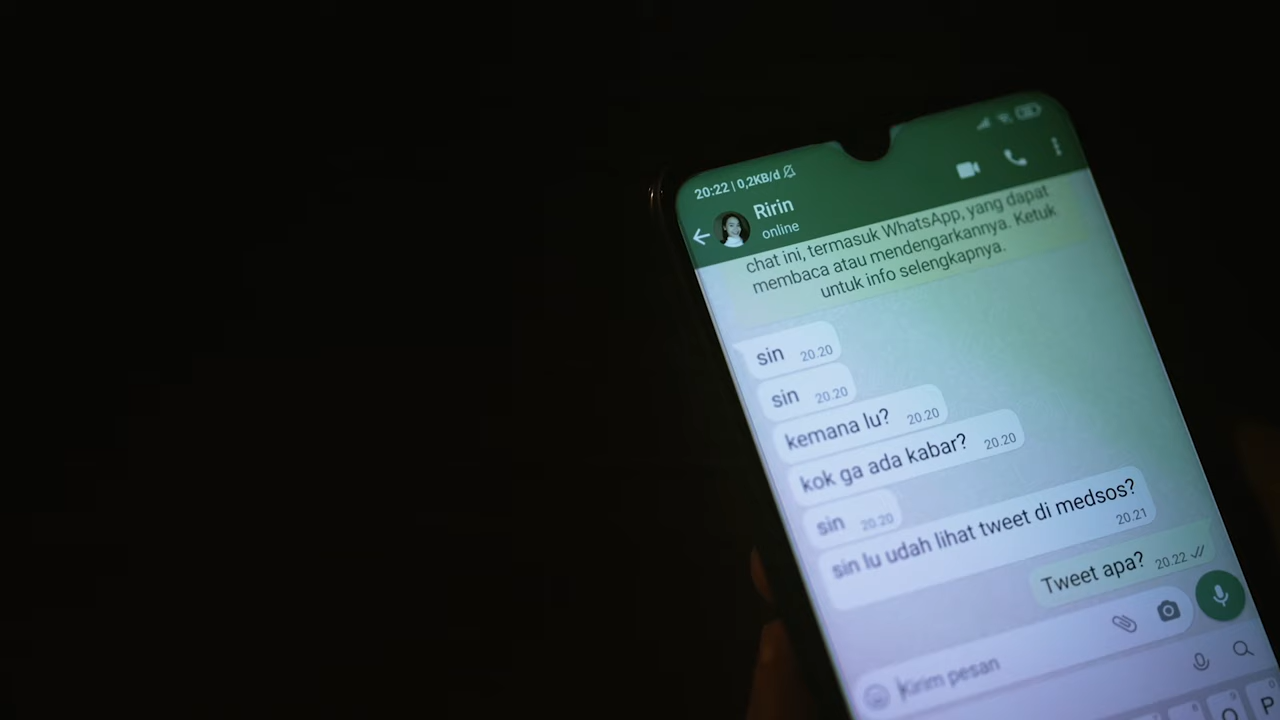 20:22 | 0,2KB/d
Ririn
online
chat ini, termasuk WhatsApp, yang dapat
membaca atau mendengarkannya. Ketuk
untuk info selengkapnya.
sin 20.20
sin 20.20
kemana lu? 20.20
kok ga ada kabar? 20.20
sin 20.20
sin lu udah lihat tweet di medsos?
20.21
Tweet apa? 20.22
Kirim pesan
O P